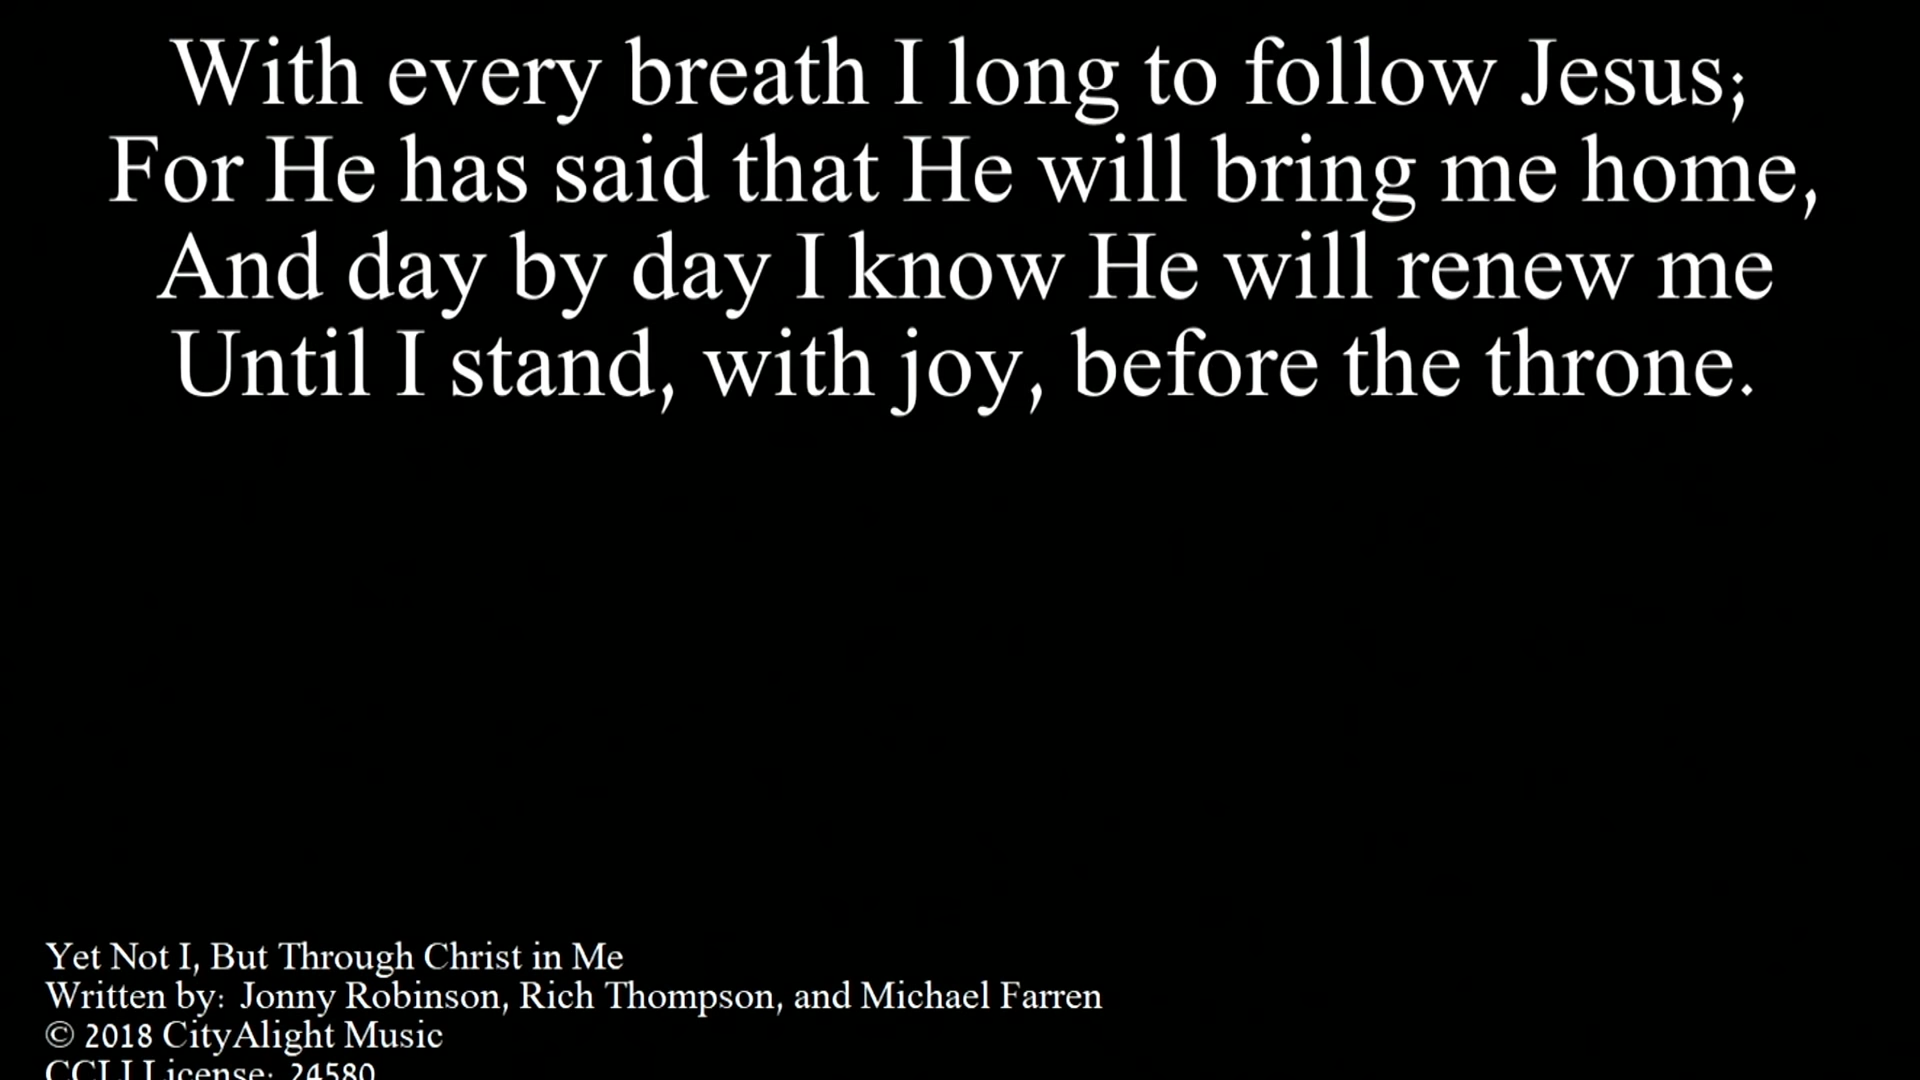 With every breath I long to follow Jesus;
For He has said that He will bring me home,
And day by day I know He will renew me
Until I stand, with joy, before the throne.
Yet Not I, But Through Christ in Me
Written by: Jonny Robinson, Rich Thompson, and Michael Farren
© 2018 CityAlight Music
CCLI License: 24580